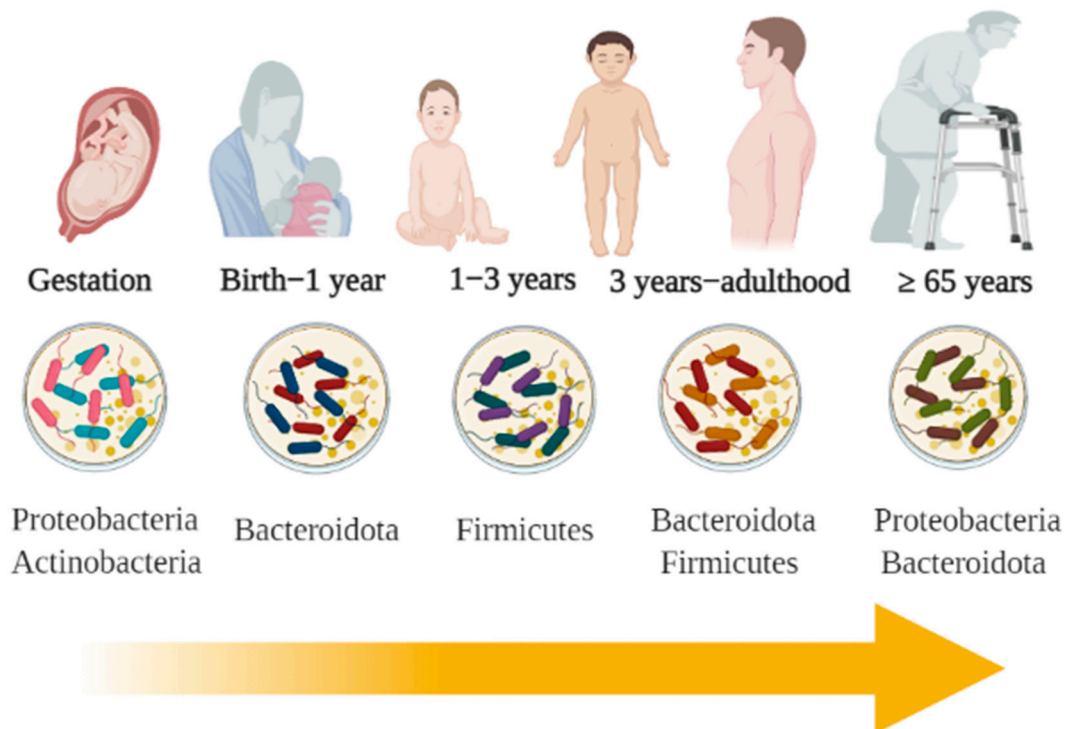 Gestation
Birth–1 year
1–3 years
3 years–adulthood
≥ 65 years
Proteobacteria
Actinobacteria
Bacteroidota
Firmicutes
Bacteroidota
Firmicutes
Proteobacteria
Bacteroidota